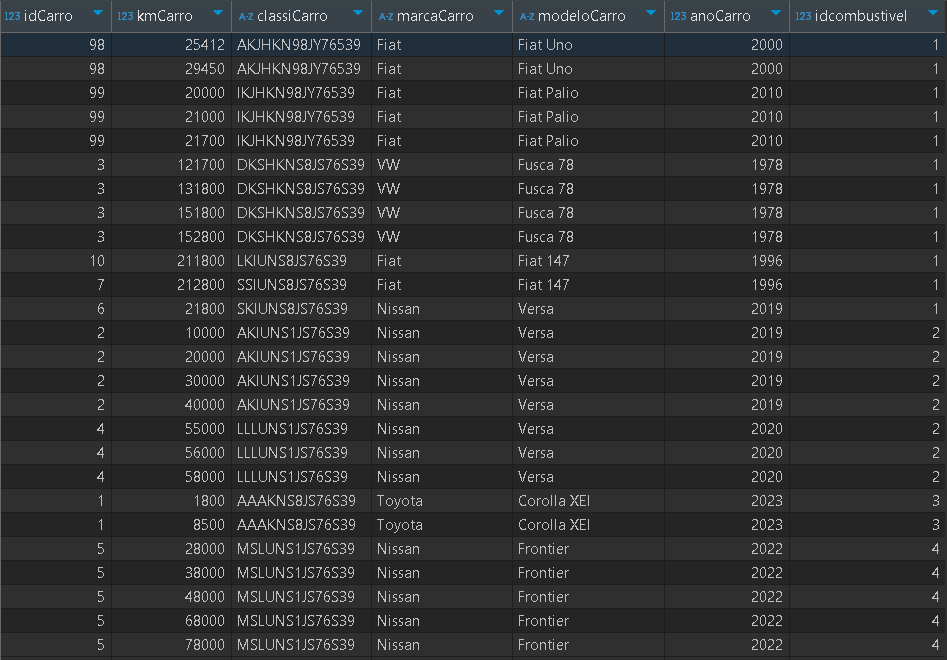 123 idCarro 123 kmCarro A-Z classiCarro A-Z marcaCarro A-Z modeloCarro 123 anoCarro 123 idcombustivel
98 25412 AKJHKN98JY76539 Fiat Fiat Uno 2000 1
98 29450 AKJHKN98JY76539 Fiat Fiat Uno 2000 1
99 20000 IKJHKN98JY76539 Fiat Fiat Palio 2010 1
99 21000 IKJHKN98JY76539 Fiat Fiat Palio 2010 1
99 21700 IKJHKN98JY76539 Fiat Fiat Palio 2010 1
3 121700 DKSHKNS8JS76S39 VW Fusca 78 1978 1
3 131800 DKSHKNS8JS76S39 VW Fusca 78 1978 1
3 151800 DKSHKNS8JS76S39 VW Fusca 78 1978 1
3 152800 DKSHKNS8JS76S39 VW Fusca 78 1978 1
10 211800 LKIUNS8JS76S39 Fiat Fiat 147 1996 1
7 212800 SSIUNS8JS76S39 Fiat Fiat 147 1996 1
6 21800 SKIUNS8JS76S39 Nissan Versa 2019 1
2 10000 AKIUNS1JS76S39 Nissan Versa 2019 2
2 20000 AKIUNS1JS76S39 Nissan Versa 2019 2
2 30000 AKIUNS1JS76S39 Nissan Versa 2019 2
2 40000 AKIUNS1JS76S39 Nissan Versa 2019 2
4 55000 LLLUNS1JS76S39 Nissan Versa 2020 2
4 56000 LLLUNS1JS76S39 Nissan Versa 2020 2
4 58000 LLLUNS1JS76S39 Nissan Versa 2020 2
1 1800 AAAKNS8JS76S39 Toyota Corolla XEI 2023 3
1 8500 AAAKNS8JS76S39 Toyota Corolla XEI 2023 3
5 28000 MSLUNS1JS76S39 Nissan Frontier 2022 4
5 38000 MSLUNS1JS76S39 Nissan Frontier 2022 4
5 48000 MSLUNS1JS76S39 Nissan Frontier 2022 4
5 68000 MSLUNS1JS76S39 Nissan Frontier 2022 4
5 78000 MSLUNS1JS76S39 Nissan Frontier 2022 4